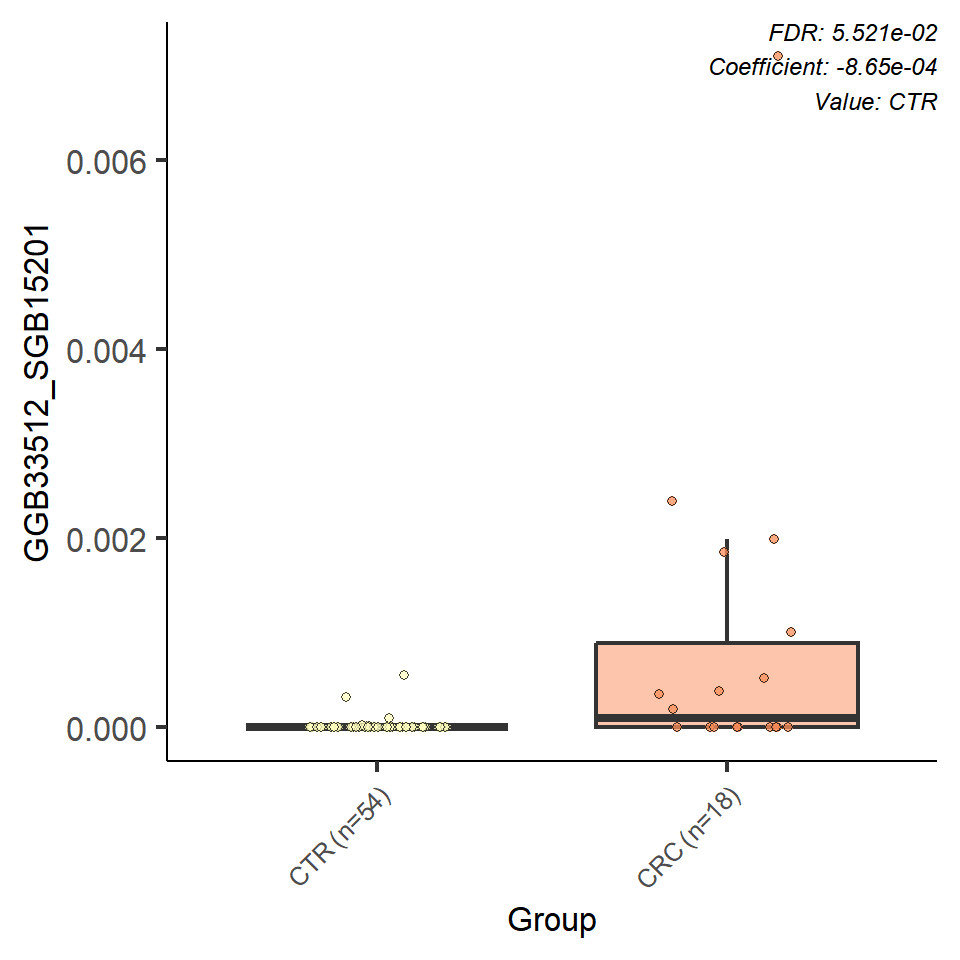 FDR: 5.521e-02
Coefficient: -8.65e-04
Value: CTR
GGB33512_SGB15201
0.006
0.004
0.002
0.000
CTR (n=54)
CRC (n=18)
Group